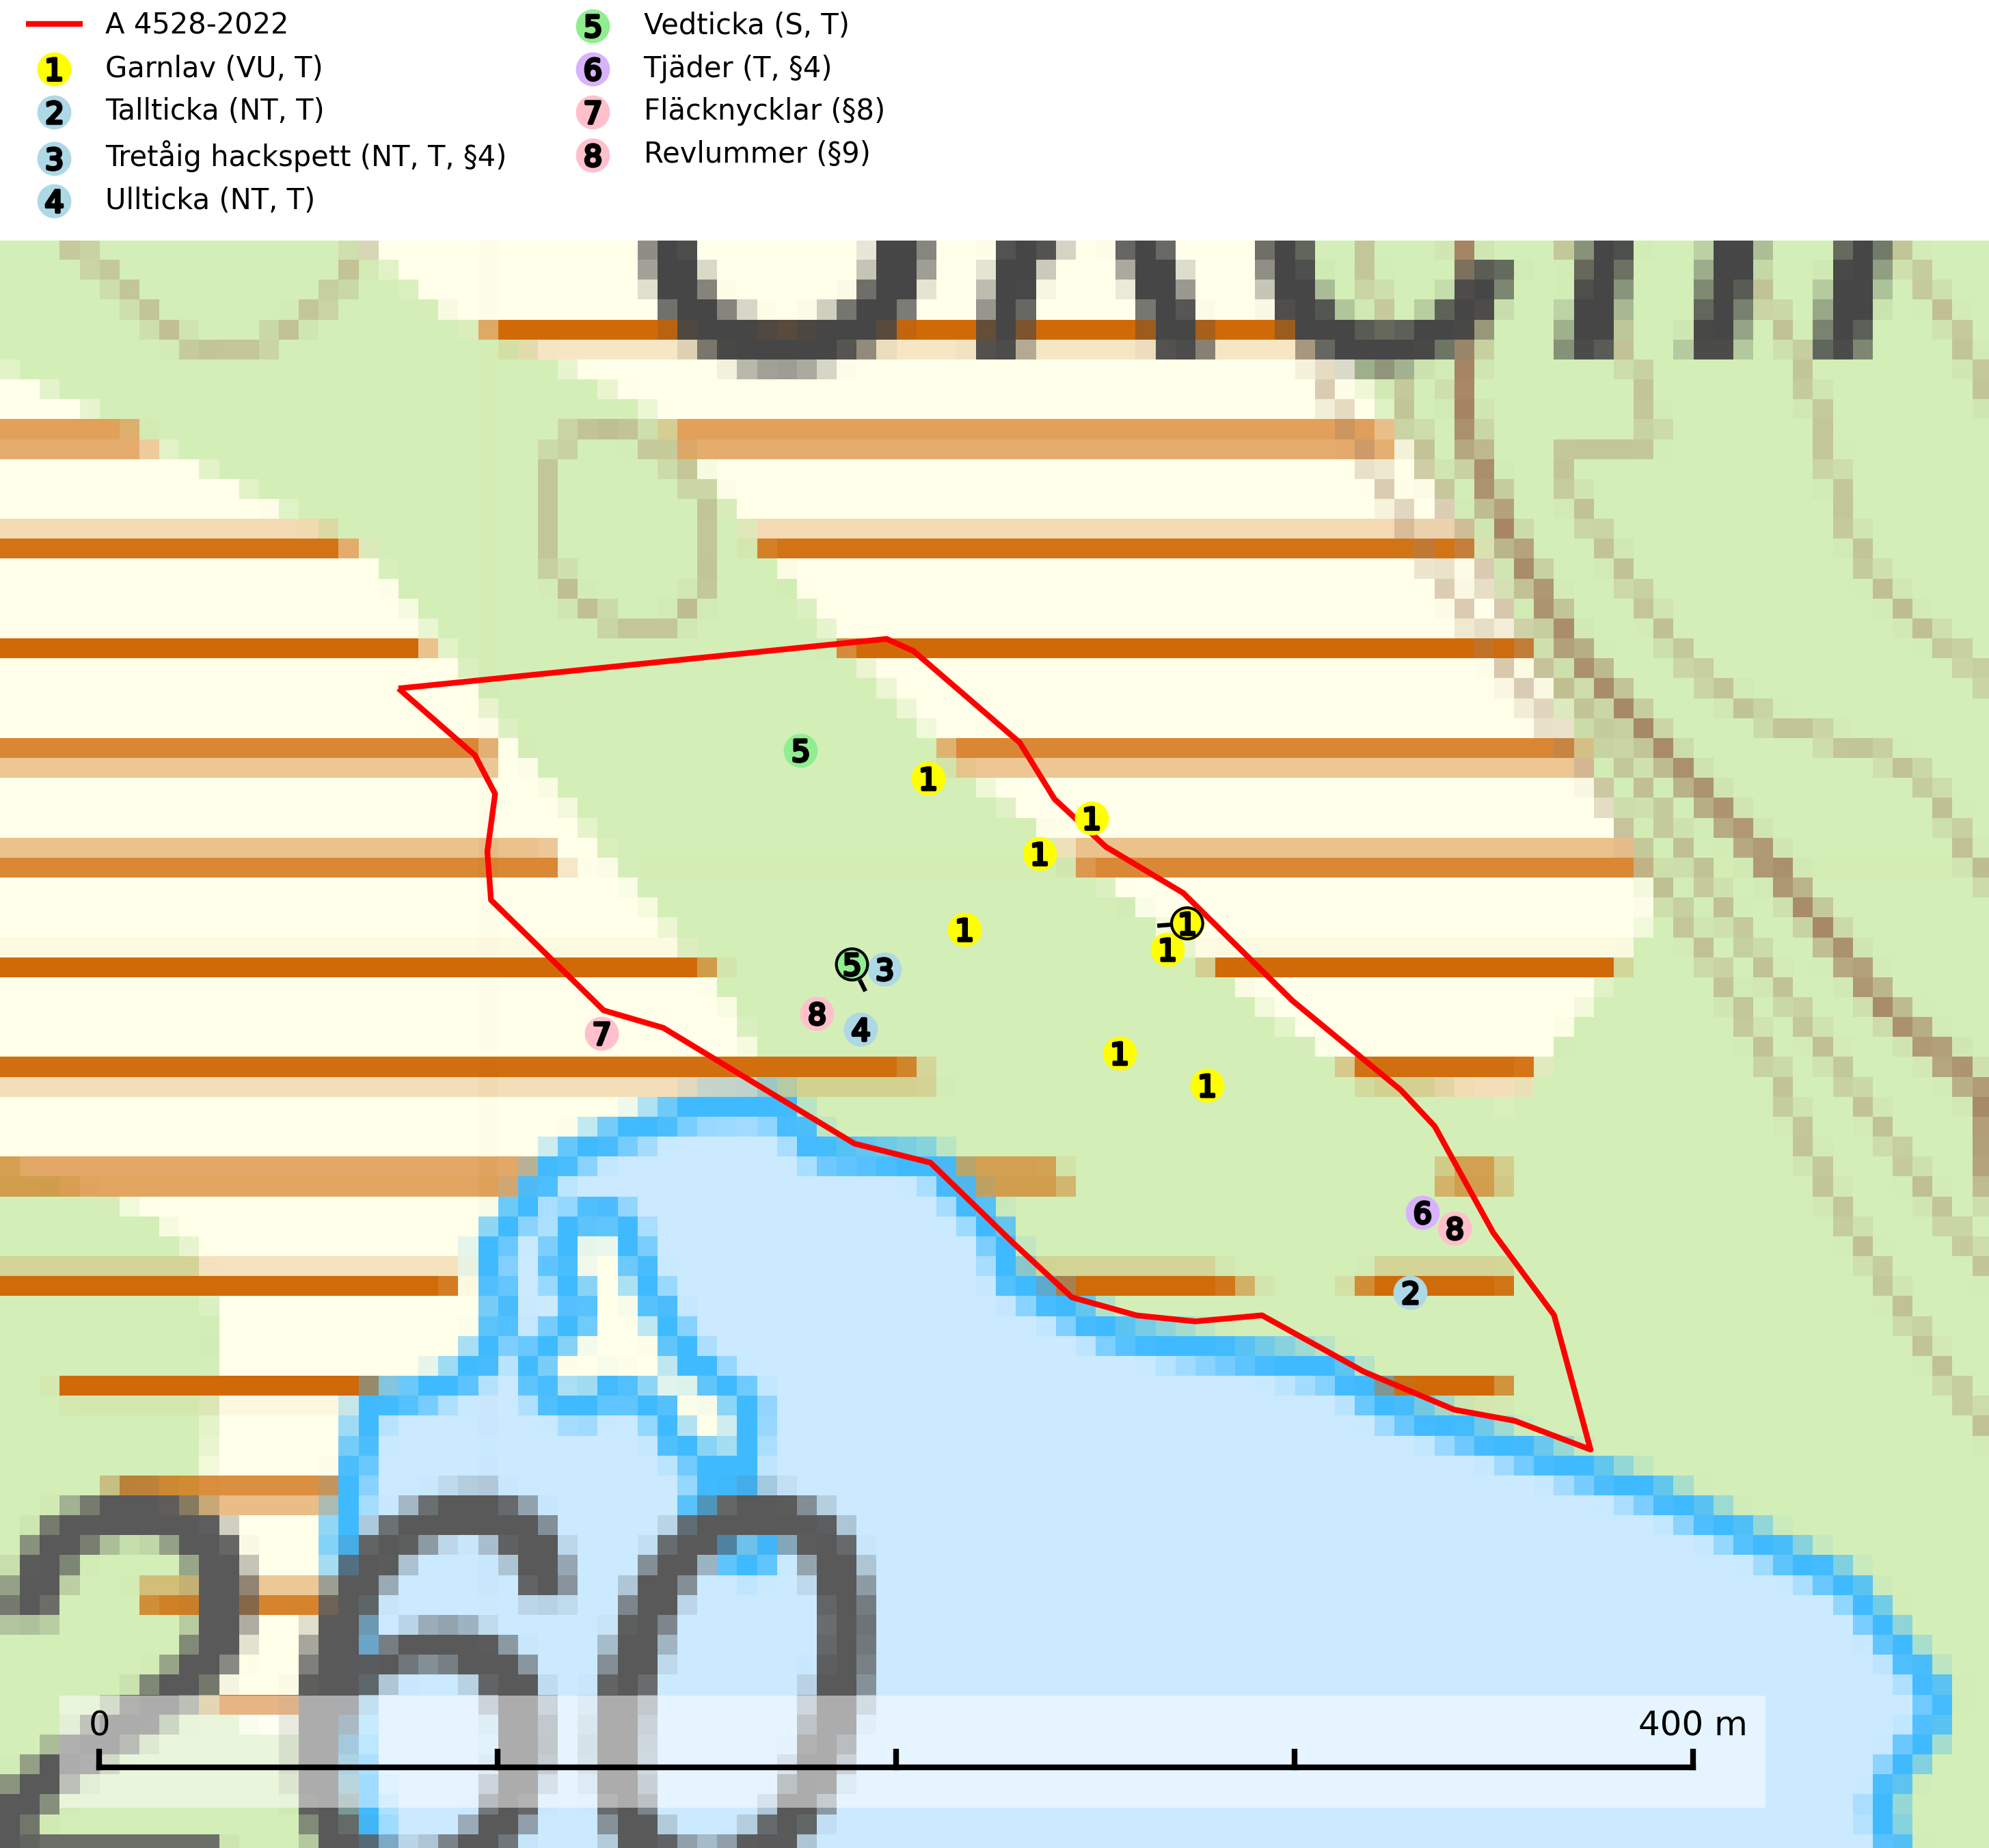 A 4528-2022
1 Garnlav (VU, T)
2 Tallticka (NT, T)
3 Tretåig hackspett (NT, T, §4)
4 Ullticka (NT, T)
5 Vedticka (S, T)
6 Tjäder (T, §4)
7 Fläcknycklar (§8)
8 Revlummer (§9)
5
1
1
1
1
1
1
5 3
8
4
7
1
1
6
8
2
260
0 400 m